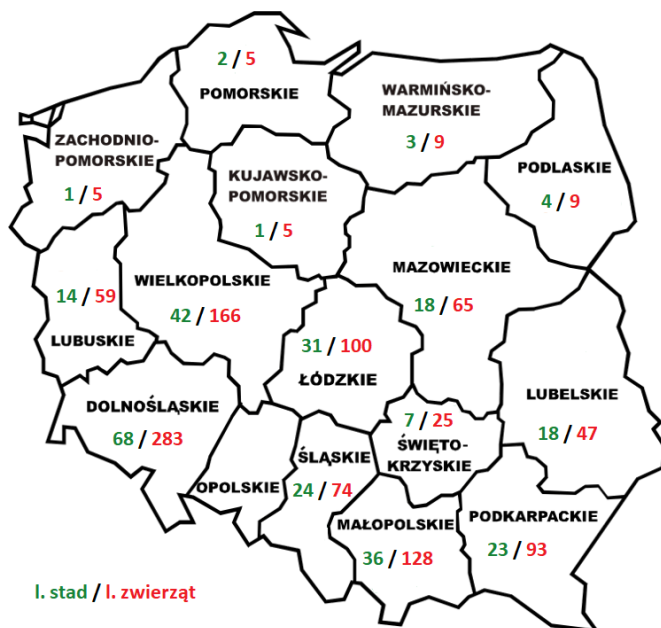 2 / 5
POMORSKIE
WARMIŃSKO-
MAZURSKIE
3 / 9
ZACHODNIO-
POMORSKIE
1 / 5
KUJAWSKO-
POMORSKIE
1 / 5
PODLASKIE
4 / 9
14 / 59
LUBUSKIE
WIELKOPOLSKIE
42 / 166
MAZOWIECKIE
18 / 65
31 / 100
ŁÓDZKIE
DOLNOŚLĄSKIE
68 / 283
LUBELSKIE
18 / 47
7 / 25
ŚWIĘTO-
KRZYSKIE
OPOLSKIE
ŚLĄSKIE
24 / 74
MAŁOPOLSKIE
36 / 128
PODKARPACKIE
23 / 93
l. stad / l. zwierząt